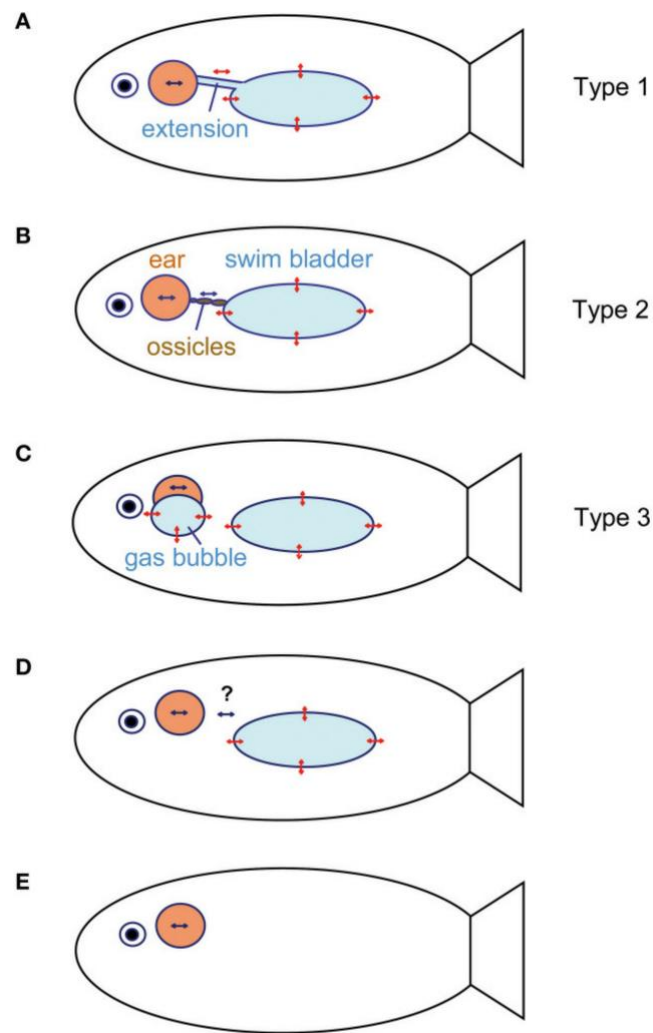 A
Type 1
extension
B
ear swim bladder
Type 2
ossicles
C
Type 3
gas bubble
D
?
E